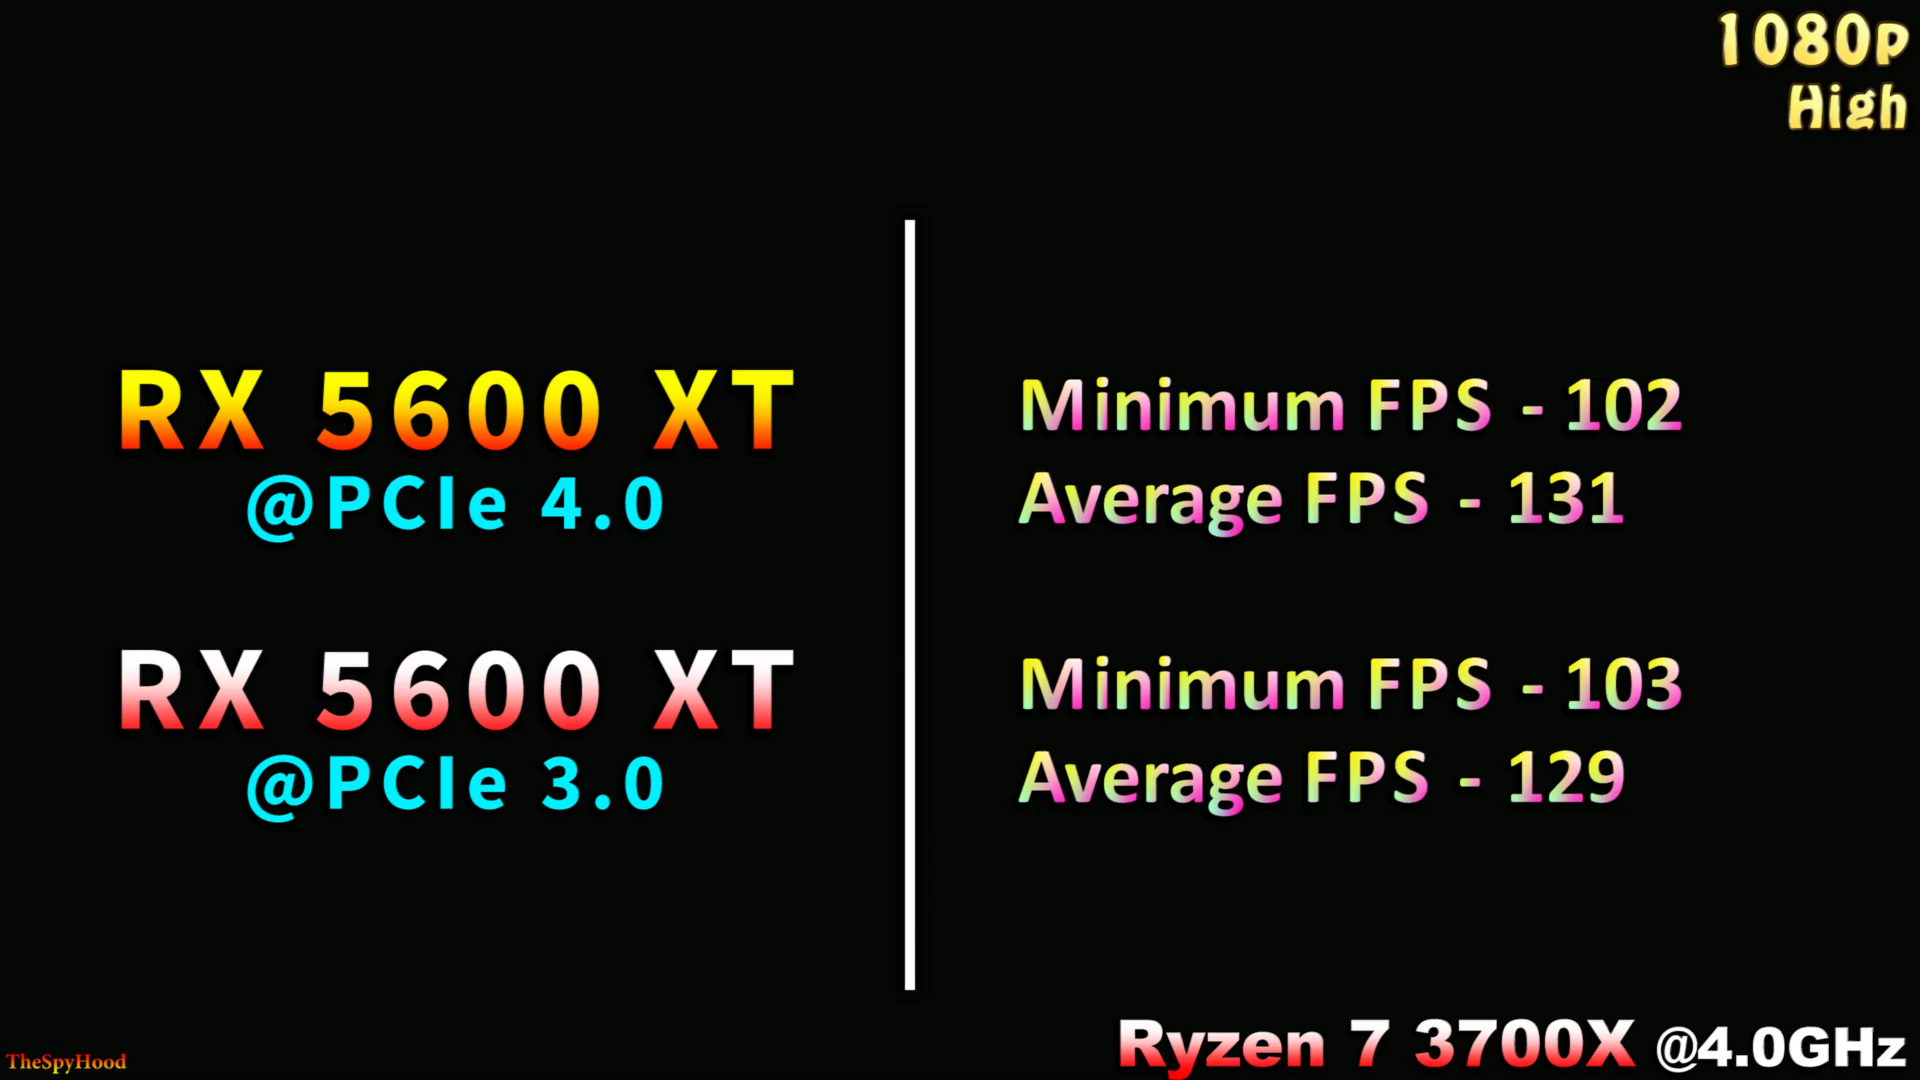 1080p
High
RX 5600 XT
@PCIe 4.0
Minimum FPS - 102
Average FPS - 131
RX 5600 XT
@PCIe 3.0
Minimum FPS - 103
Average FPS - 129
Ryzen 7 3700X @4.0GHz
TheSpyHood